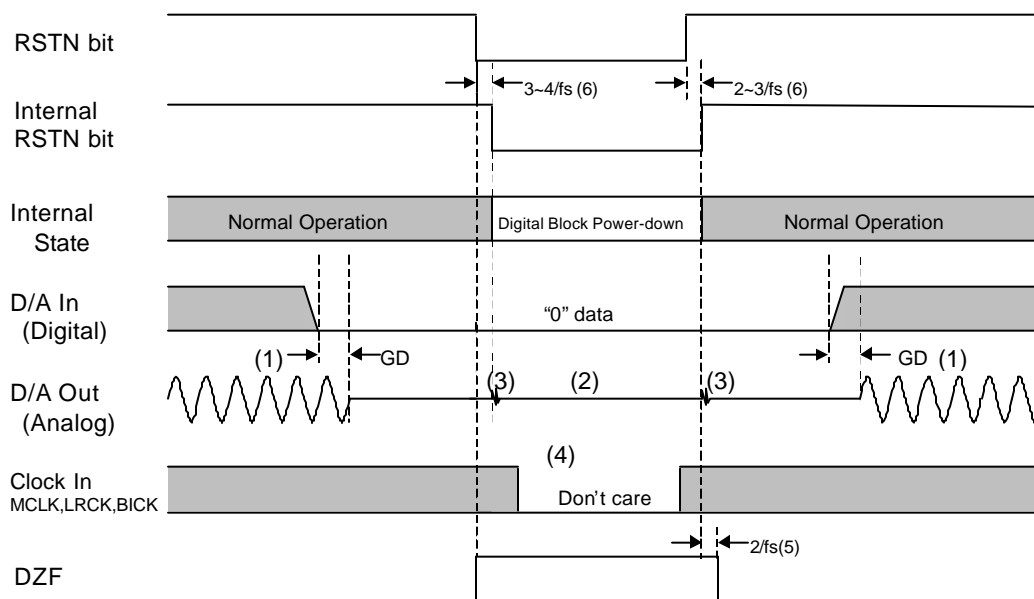 RSTN bit
3~4/fs (6)
2~3/fs (6)
Internal
RSTN bit
Internal
State
Normal Operation
Digital Block Power-down
Normal Operation
D/A In
(Digital)
“0” data
(1)
GD
GD
(1)
D/A Out
(Analog)
(3)
(2)
(3)
(4)
Clock In
MCLK,LRCK,BICK
Don’t care
2/fs(5)
DZF